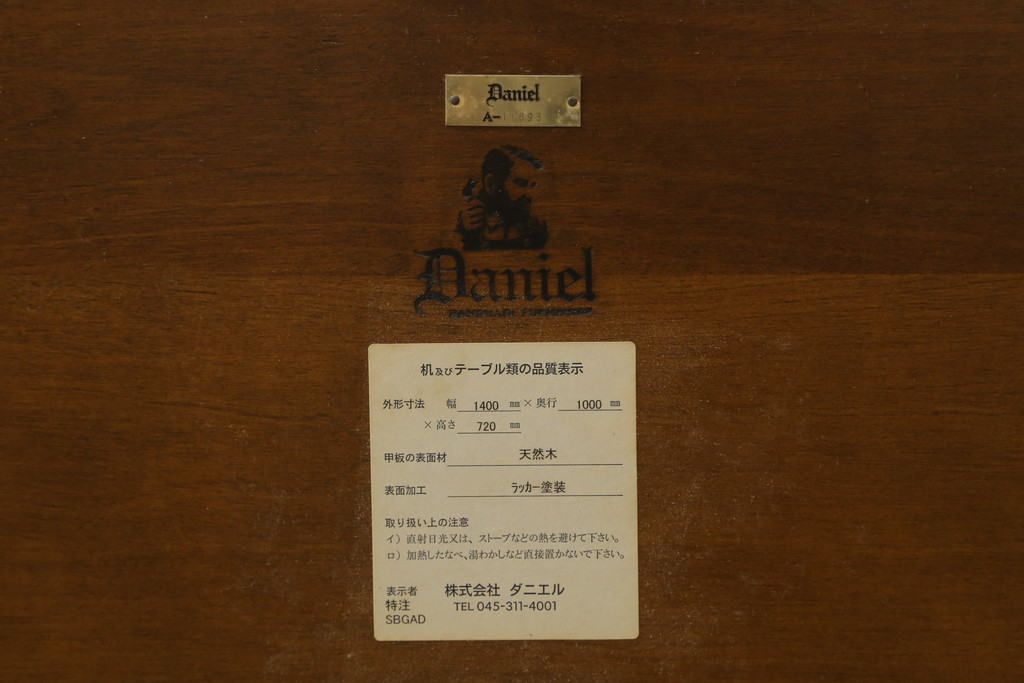 Daniel
A-11893
Daniel
HANDMADE FURNITURE
机及びテーブル類の品質表示
外形寸法 幅 1400 ㎜ × 奥行 1000 ㎜
× 高さ 720 ㎜
甲板の表面材 天然木
表面加工 ラッカー塗装
取り扱い上の注意
イ）直射日光又は、ストーブなどの熱を避けて下さい。
ロ）加熱したなべ、湯わかしなど直接置かないで下さい。
表示者 株式会社 ダニエル
特注 TEL 045-311-4001
SBGAD